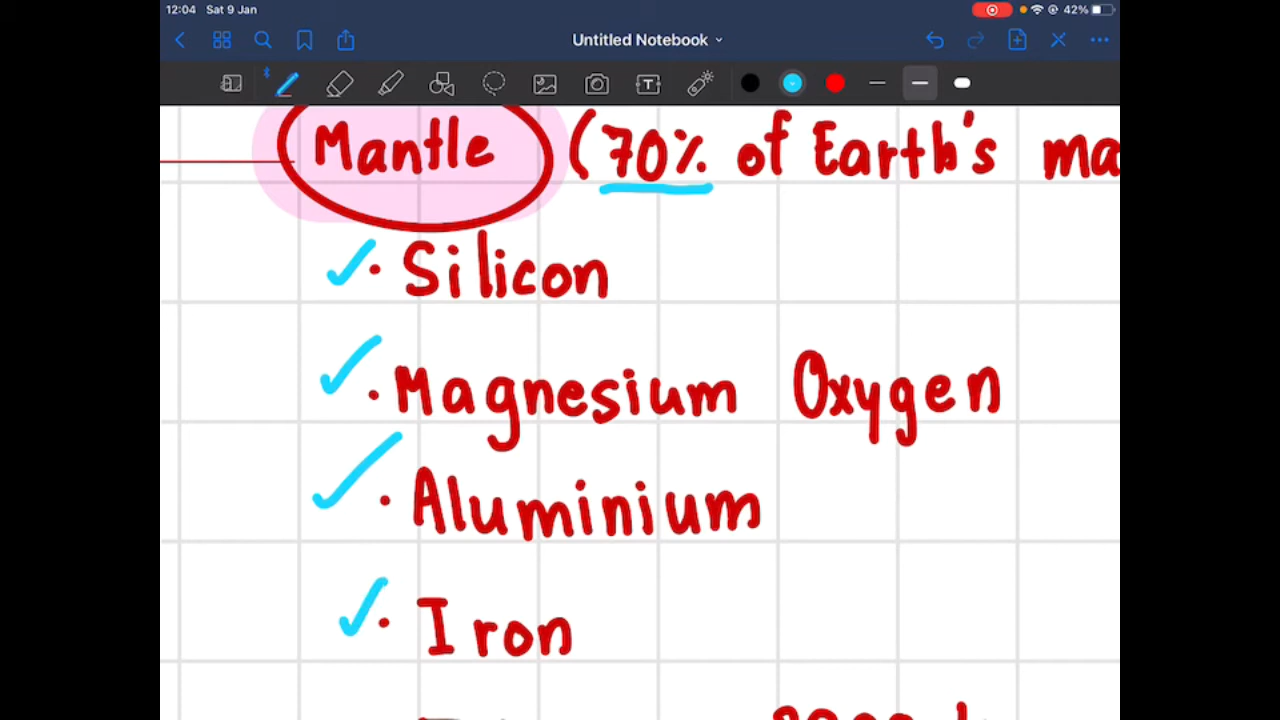 12:04 Sat 9 Jan 42%
Untitled Notebook
T
Mantle (70% of Earth's ma
· Silicon
· Magnesium Oxygen
· Aluminium
· Iron